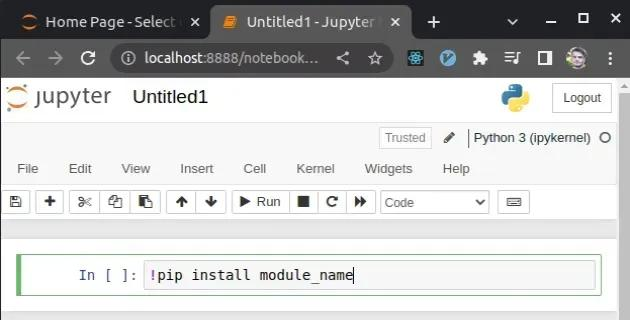 Home Page - Select
Untitled1 - Jupyter
localhost:8888/notebook...
jupyter Untitled1
Logout
Trusted Python 3 (ipykernel)
File Edit View Insert Cell Kernel Widgets Help
Run Code
In [ ]: !pip install module_name